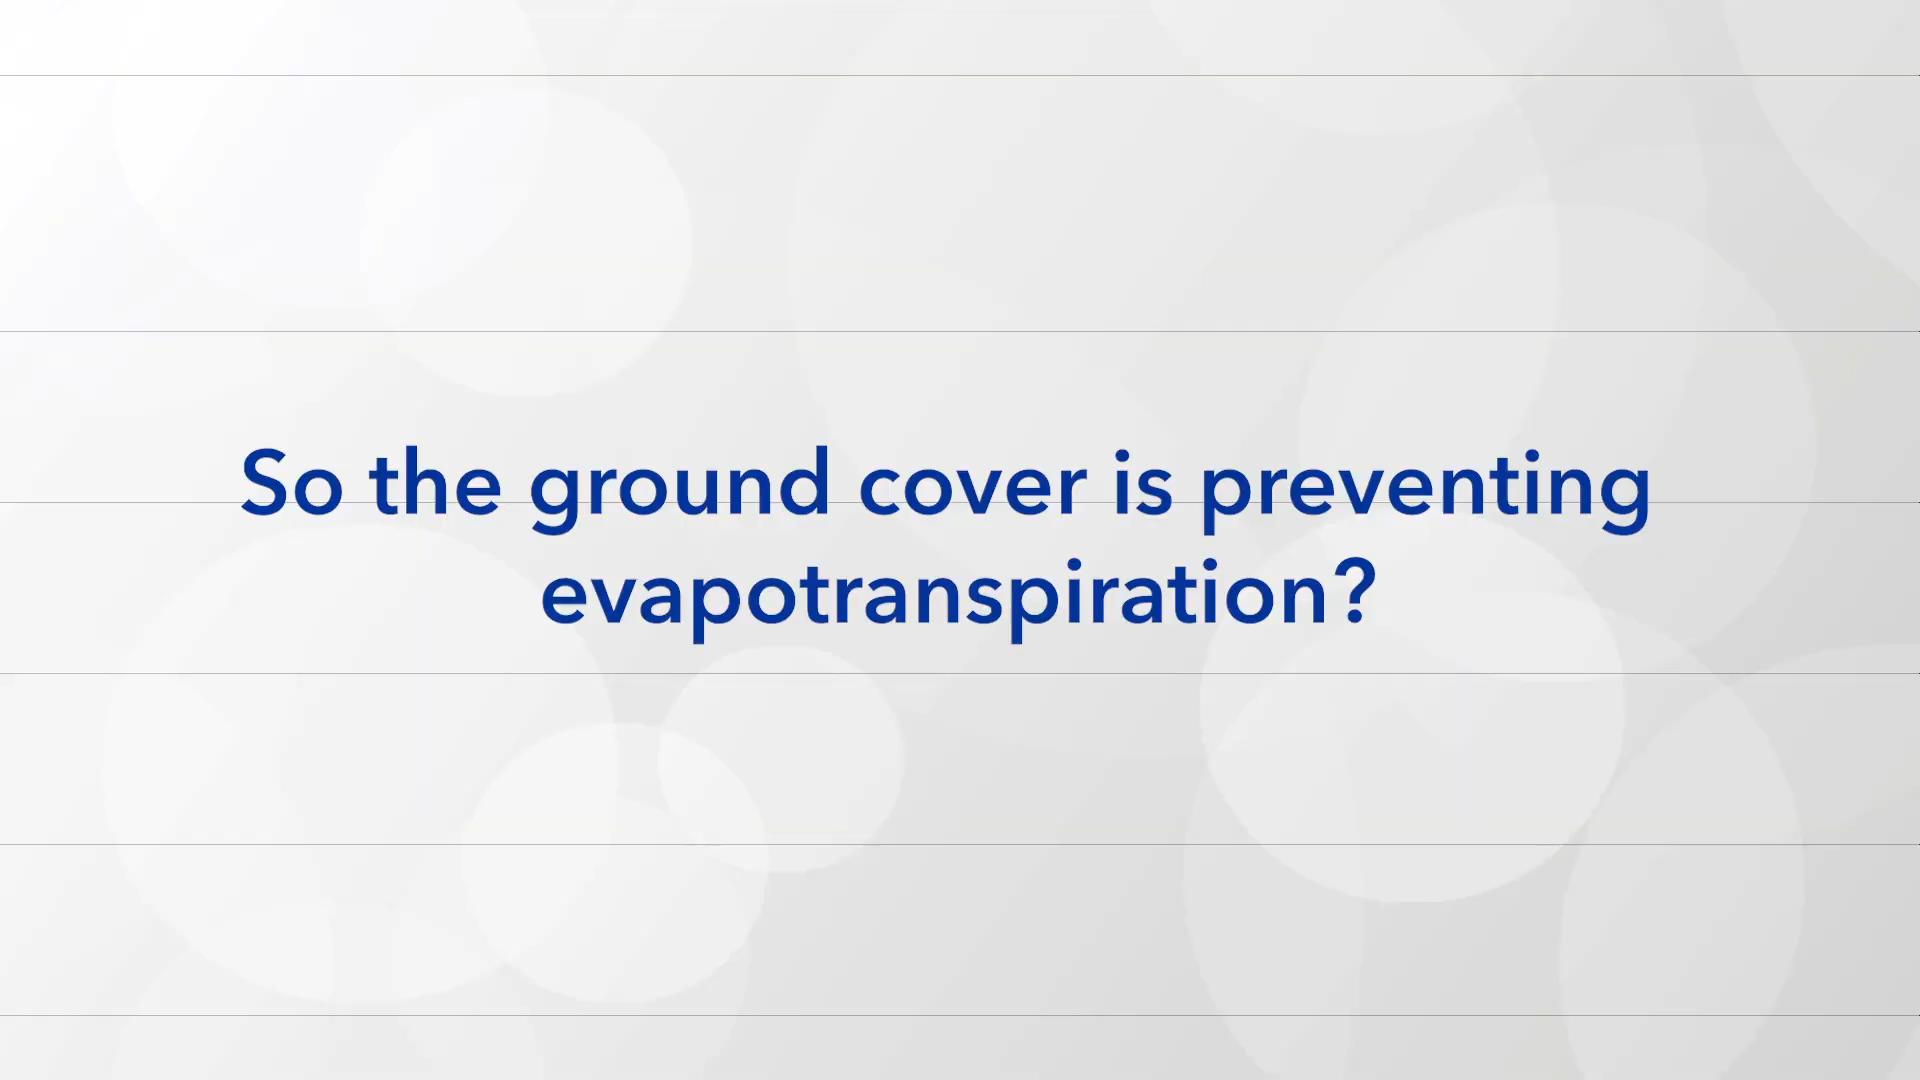 So the ground cover is preventing
evapotranspiration?